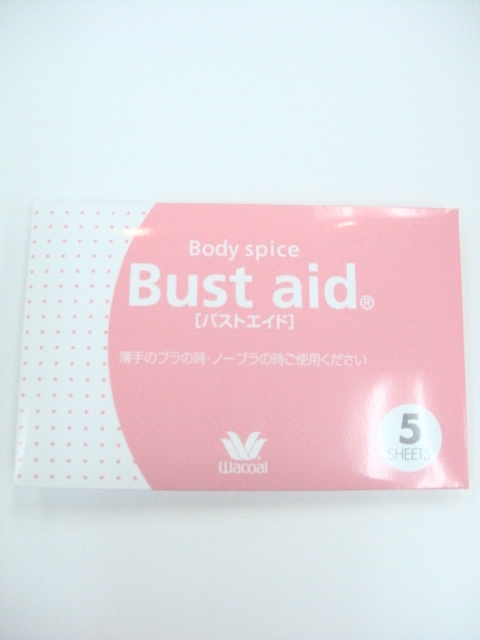 Body spice
Bust aid®
[バストエイド]
薄手のブラの時・ノーブラの時ご使用ください
5
SHEETS
Wacoal